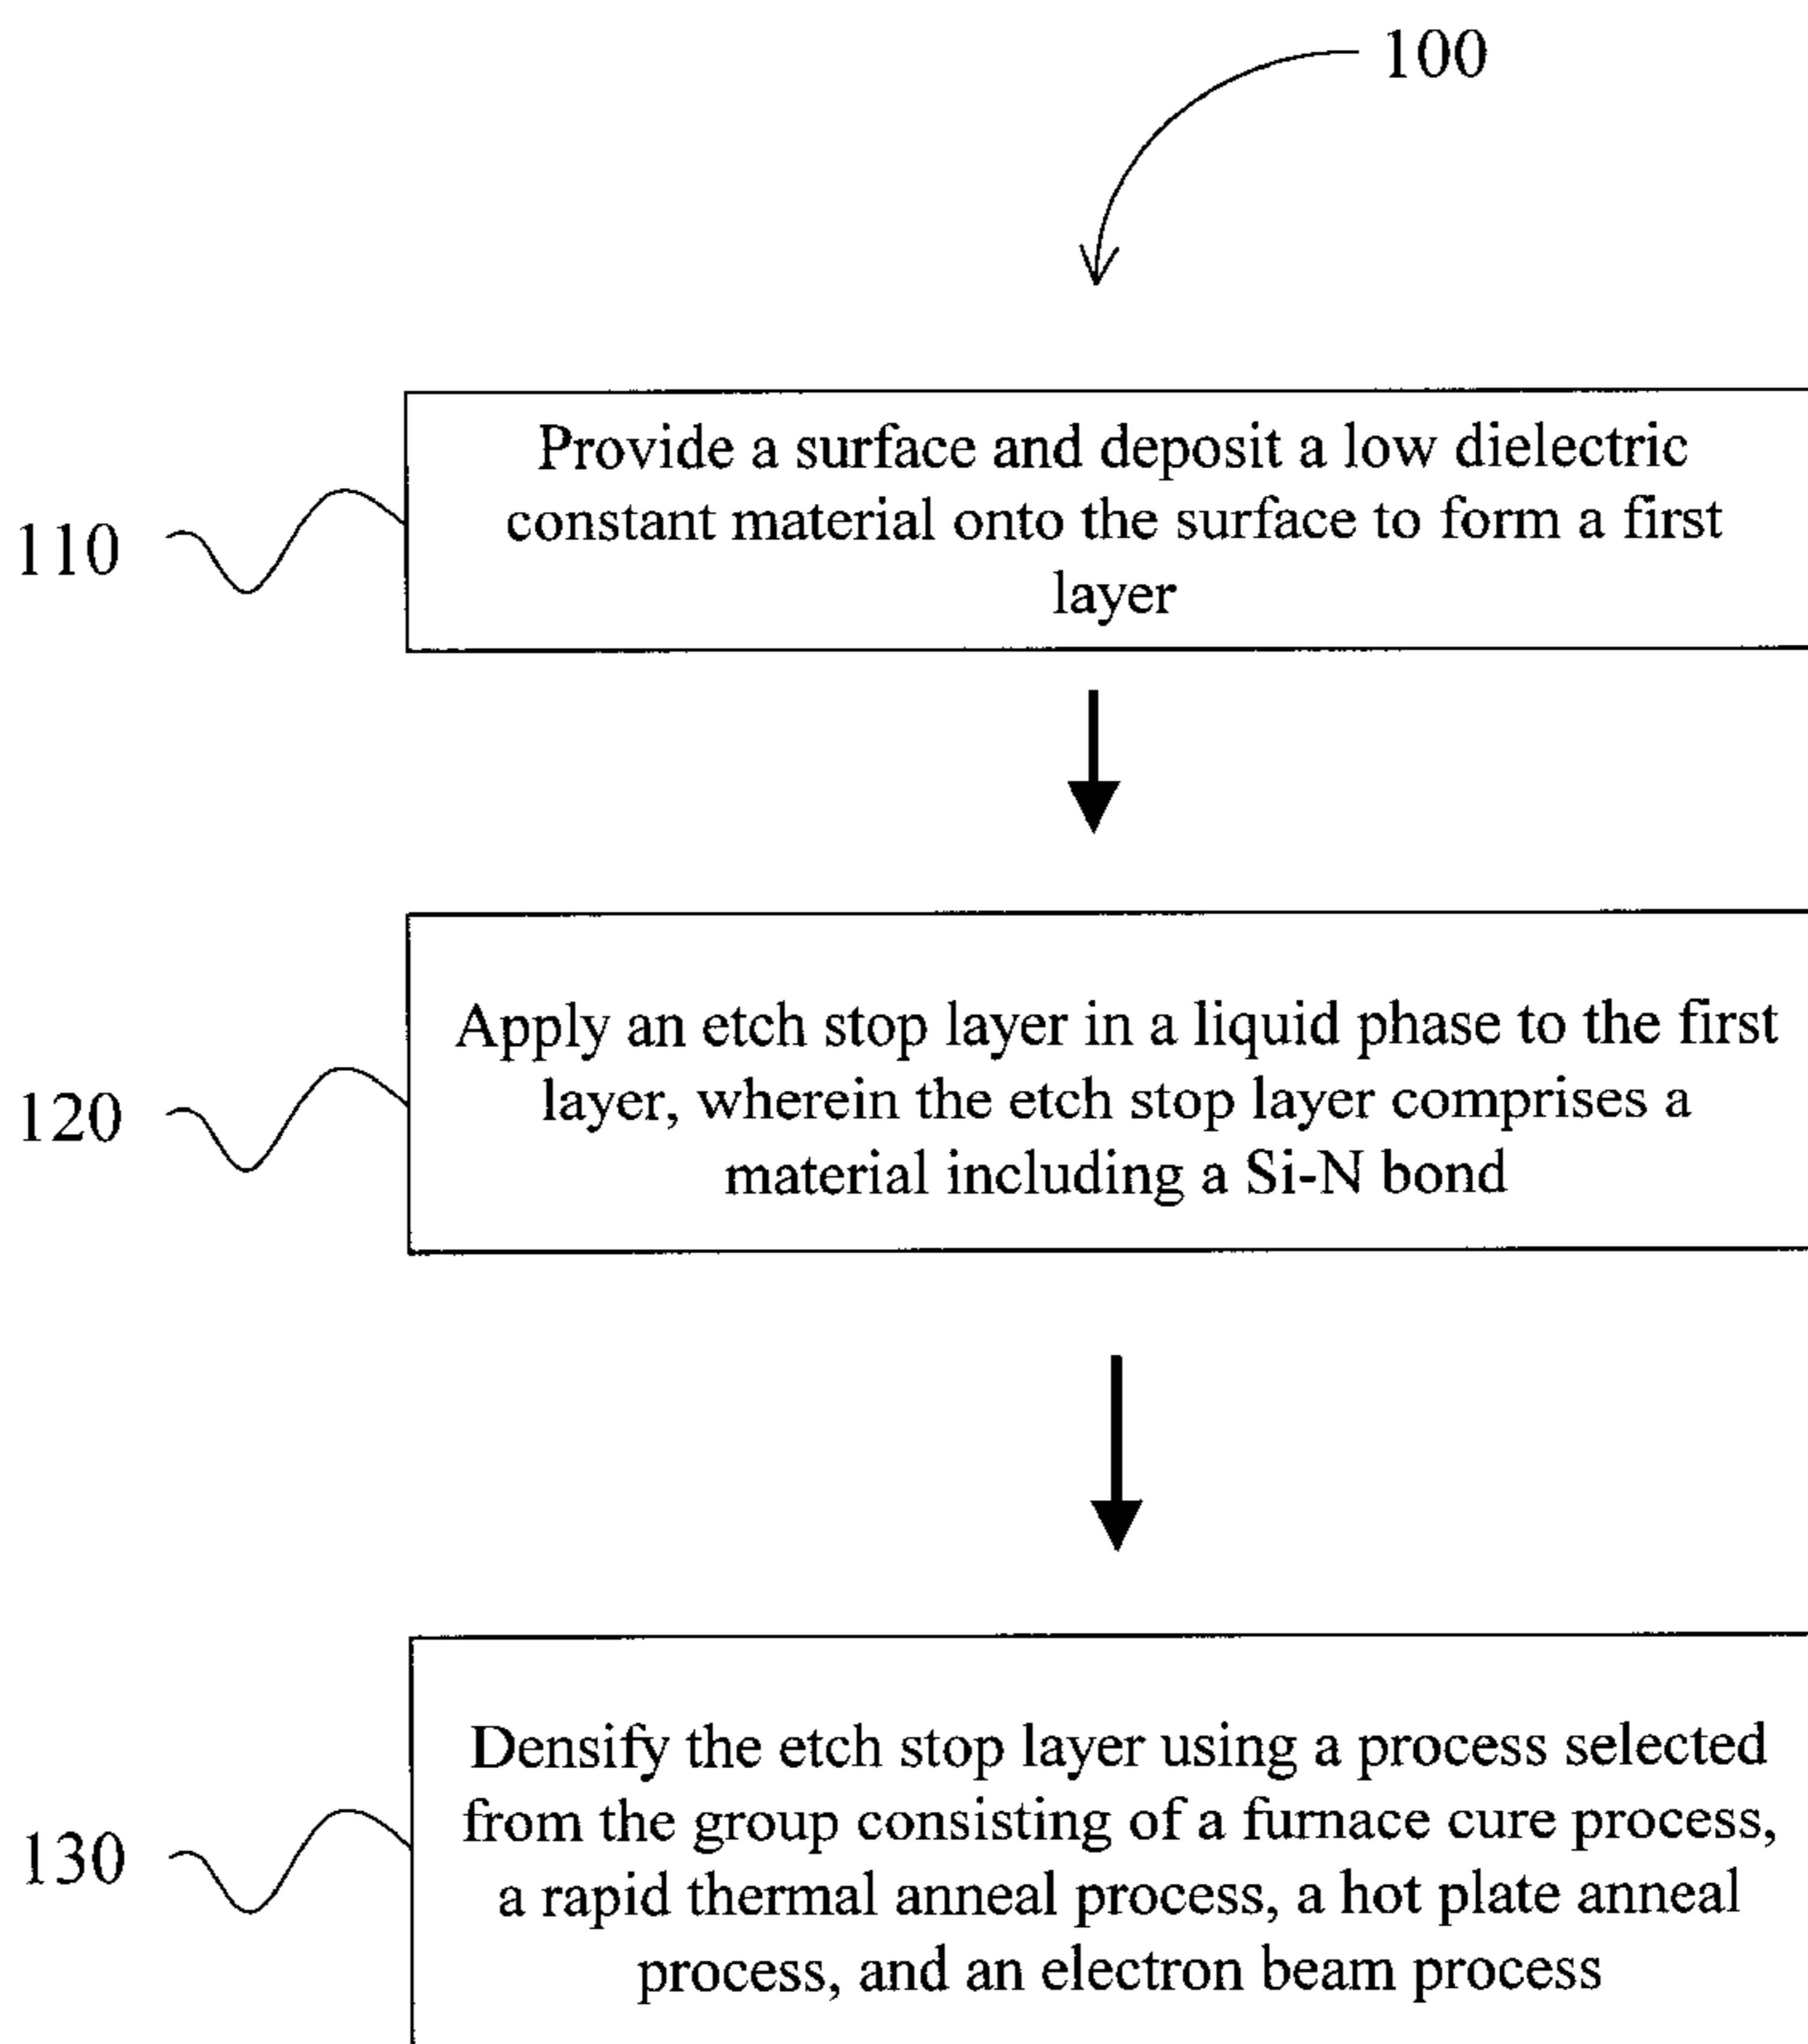 100
110
Provide a surface and deposit a low dielectric
constant material onto the surface to form a first
layer
120
Apply an etch stop layer in a liquid phase to the first
layer, wherein the etch stop layer comprises a
material including a Si-N bond
130
Densify the etch stop layer using a process selected
from the group consisting of a furnace cure process,
a rapid thermal anneal process, a hot plate anneal
process, and an electron beam process